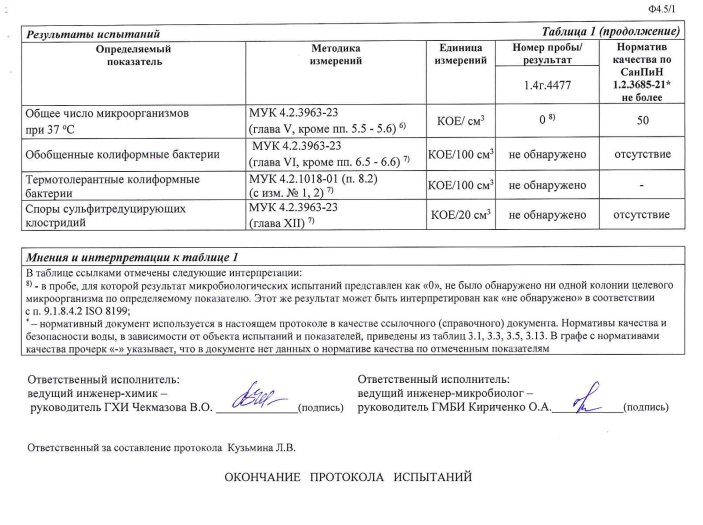 Ф4.5/1
Результаты испытаний Таблица 1 (продолжение)
Определяемый показатель Методика измерений Единица измерений Номер пробы/ результат Норматив качества по СанПиН 1.2.3685-21* не более
1.4г.4477
Общее число микроорганизмов при 37 ºС МУК 4.2.3963-23 (глава V, кроме пп. 5.5 - 5.6) ⁶⁾ КОЕ/ см³ 0 ⁸⁾ 50
Обобщенные колиформные бактерии МУК 4.2.3963-23 (глава VI, кроме пп. 6.5 - 6.6) ⁷⁾ КОЕ/100 см³ не обнаружено отсутствие
Термотолерантные колиформные бактерии МУК 4.2.1018-01 (п. 8.2) (с изм. № 1, 2) ⁷⁾ КОЕ/100 см³ не обнаружено -
Споры сульфитредуцирующих клостридий МУК 4.2.3963-23 (глава XII) ⁷⁾ КОЕ/20 см³ не обнаружено отсутствие
Мнения и интерпретации к таблице 1
В таблице ссылками отмечены следующие интерпретации:
⁸⁾ - в пробе, для которой результат микробиологических испытаний представлен как «0», не было обнаружено ни одной колонии целевого
микроорганизма по определяемому показателю. Этот же результат может быть интерпретирован как «не обнаружено» в соответствии
с п. 9.1.8.4.2 ISO 8199;
* – нормативный документ используется в настоящем протоколе в качестве ссылочного (справочного) документа. Нормативы качества и
безопасности воды, в зависимости от объекта испытаний и показателей, приведены из таблиц 3.1, 3.3, 3.5, 3.13. В графе с нормативами
качества прочерк «-» указывает, что в документе нет данных о нормативе качества по отмеченным показателям
Ответственный исполнитель:
ведущий инженер-химик –
руководитель ГХИ Чекмазова В.О. (подпись)
Ответственный исполнитель:
ведущий инженер-микробиолог –
руководитель ГМБИ Кириченко О.А. (подпись)
Ответственный за составление протокола Кузьмина Л.В.
ОКОНЧАНИЕ ПРОТОКОЛА ИСПЫТАНИЙ